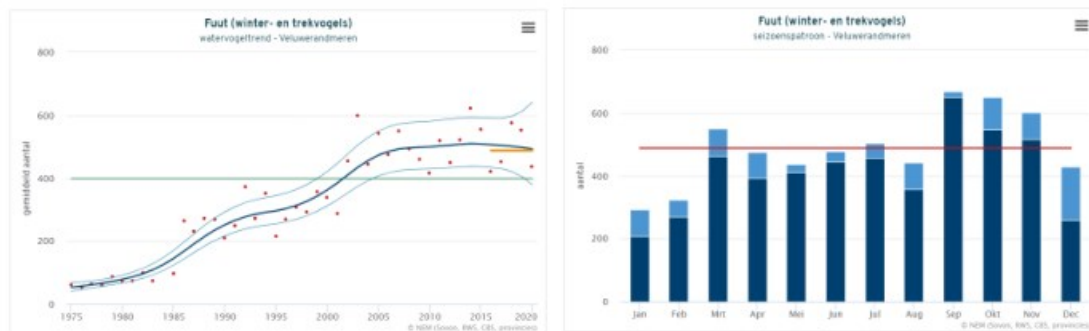 Fuut (winter- en trekvogels)
watervogeltrend - Veluwerandmeren
800
600
400
200
0
gemiddeld aantal
1975
1980
1985
1990
1995
2000
2005
2010
2015
2020
© NEM (Sovon, RWS, CBS, provincies)
Fuut (winter- en trekvogels)
seizoenspatroon - Veluwerandmeren
800
600
400
200
0
aantal
Jan
Feb
Mrt
Apr
Mei
Jun
Jul
Aug
Sep
Okt
Nov
Dec
© NEM (Sovon, RWS, CBS, provincies)